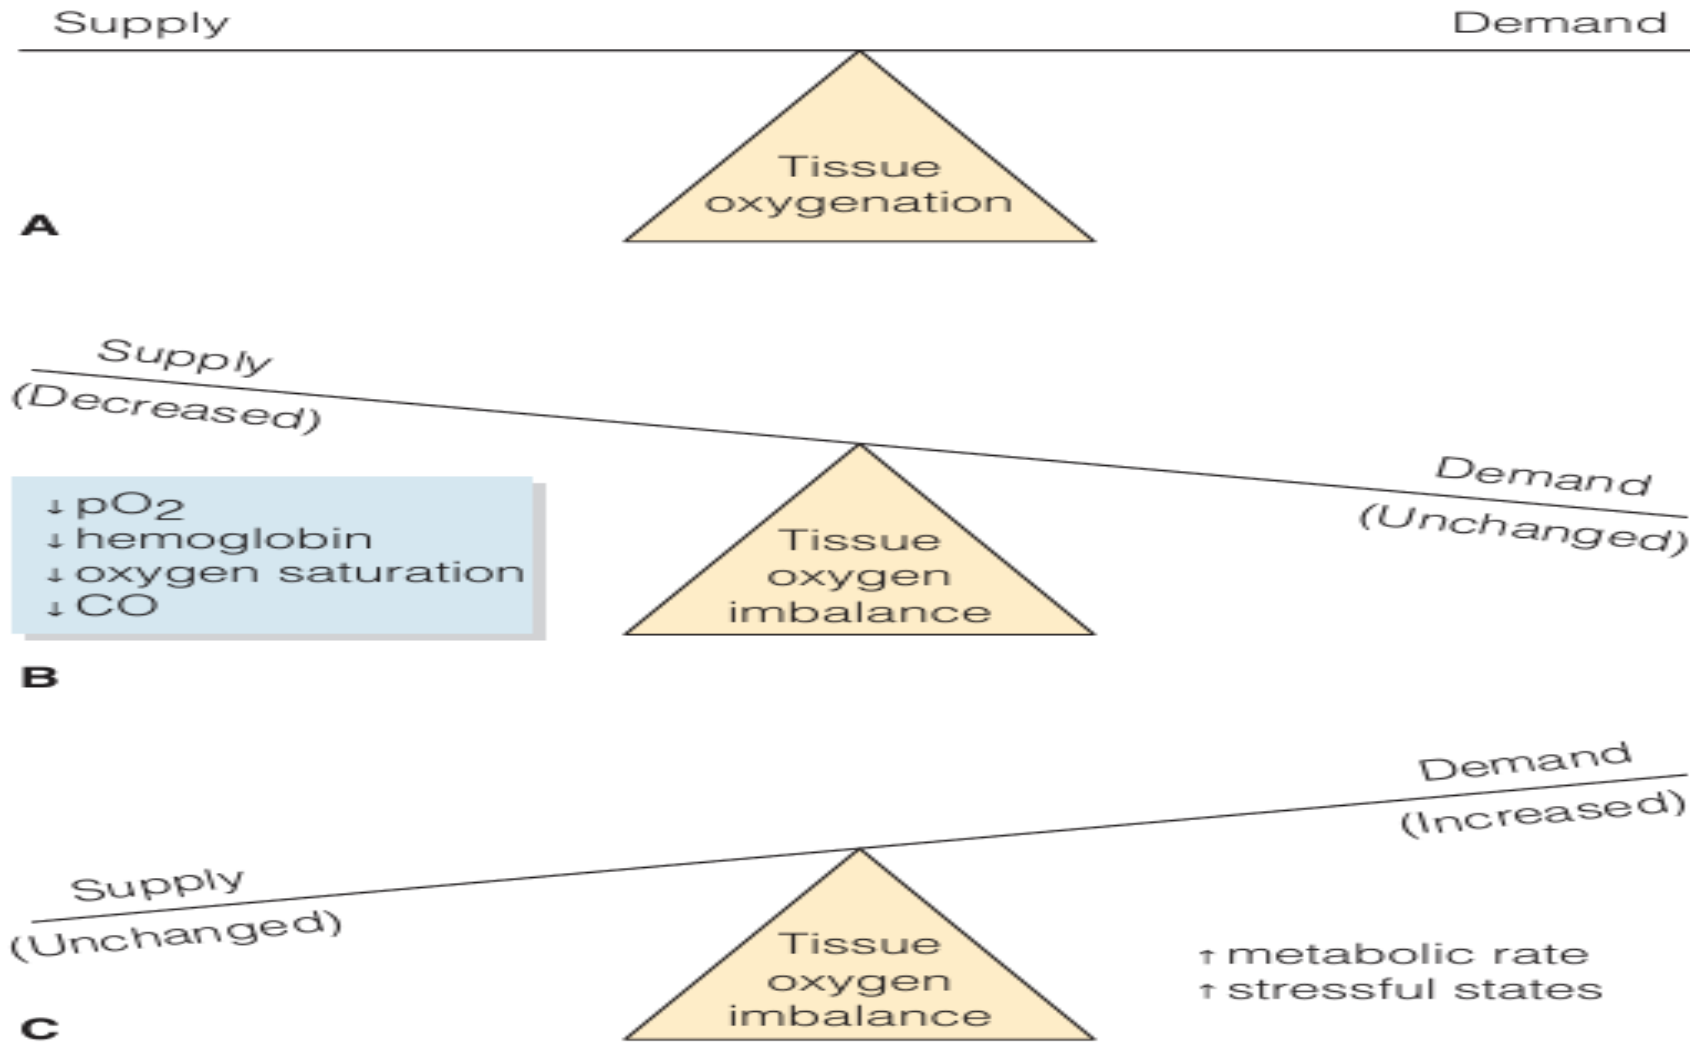 Supply
Demand
Tissue
oxygenation
A
Supply
(Decreased)
Demand
(Unchanged)
↓ pO₂
↓ hemoglobin
↓ oxygen saturation
↓ CO
Tissue
oxygen
imbalance
B
Demand
(Increased)
Supply
(Unchanged)
Tissue
oxygen
imbalance
↑ metabolic rate
↑ stressful states
C